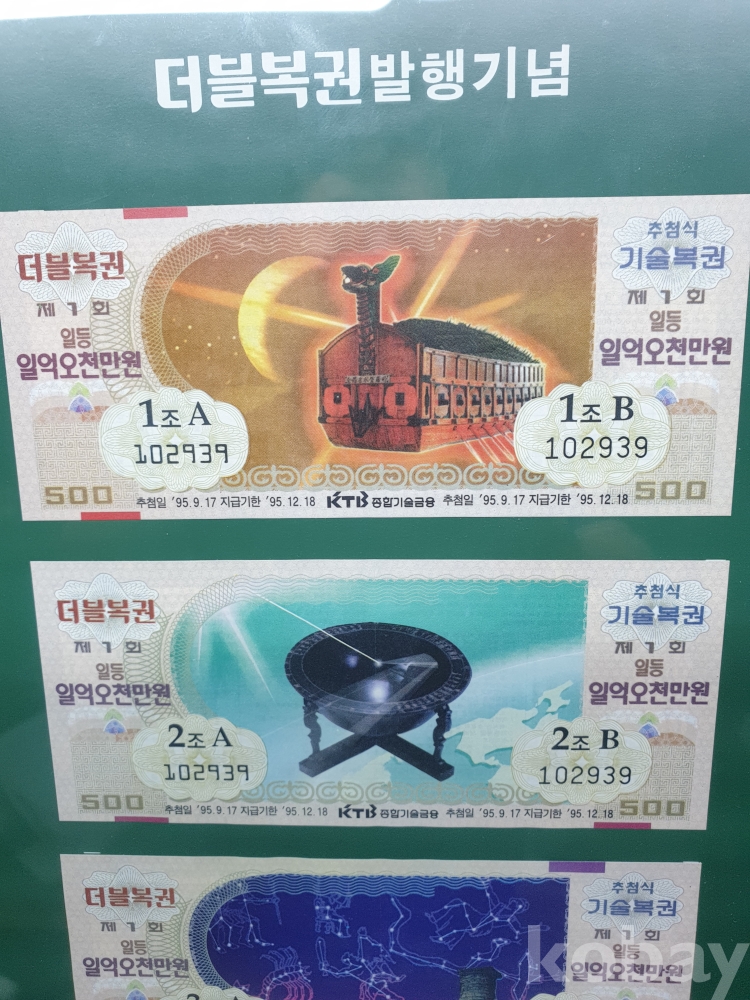 더블복권발행기념
더블복권
제 1 회
일등
일억오천만원
추첨식
기술복권
제 1 회
일등
일억오천만원
1조 A
102939
1조 B
102939
500
추첨일 '95.9.17 지급기한 '95.12.18 KTB 종합기술금융 추첨일 '95.9.17 지급기한 '95.12.18
500
더블복권
제 1 회
일등
일억오천만원
추첨식
기술복권
제 1 회
일등
일억오천만원
2조 A
102939
2조 B
102939
500
추첨일 '95.9.17 지급기한 '95.12.18 KTB 종합기술금융 추첨일 '95.9.17 지급기한 '95.12.18
500
더블복권
제 1 회
일등
일억오천만원
추첨식
기술복권
제 1 회
일등
일억오천만원
kobay